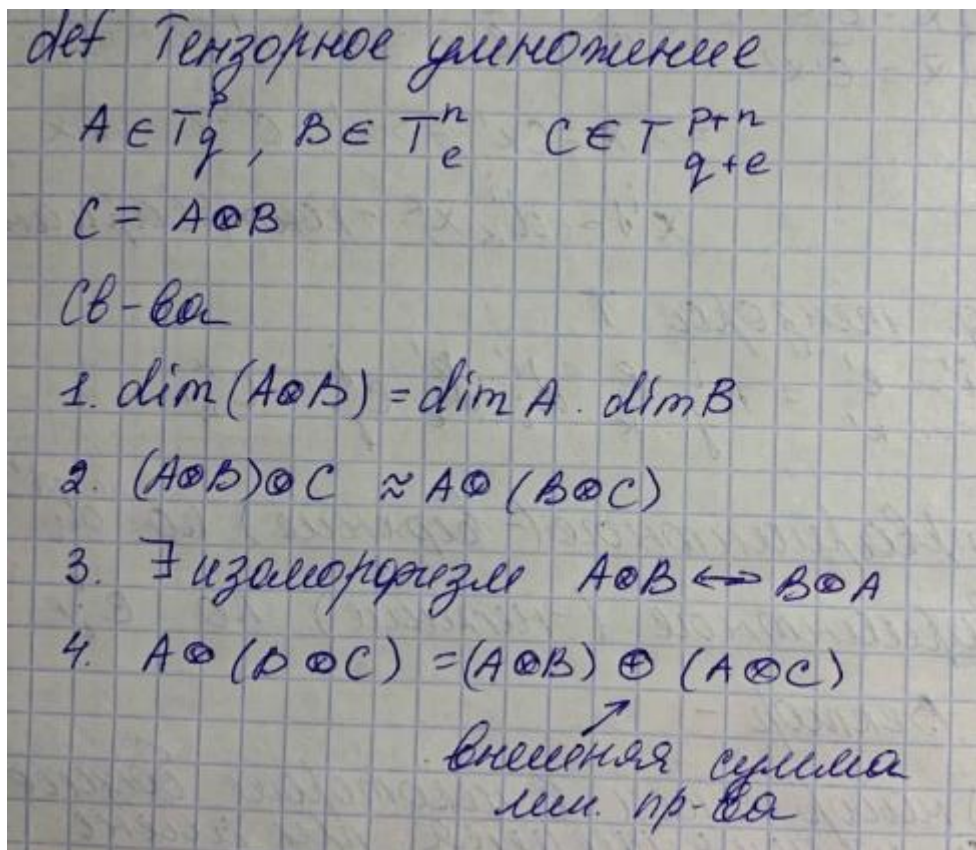 def Тензорное умножение
A ∈ T^p_q, B ∈ T^n_e C ∈ T^{p+n}_{q+e}
C = A⊗B
Св-ва
1. dim(A⊗B) = dim A · dim B
2. (A⊗B)⊗C ≈ A⊗(B⊗C)
3. ∃ изоморфизм A⊗B ⟷ B⊗A
4. A⊗(B⊗C) = (A⊗B) ⊕ (A⊗C)
↗
внешняя сумма
лин. пр-ва